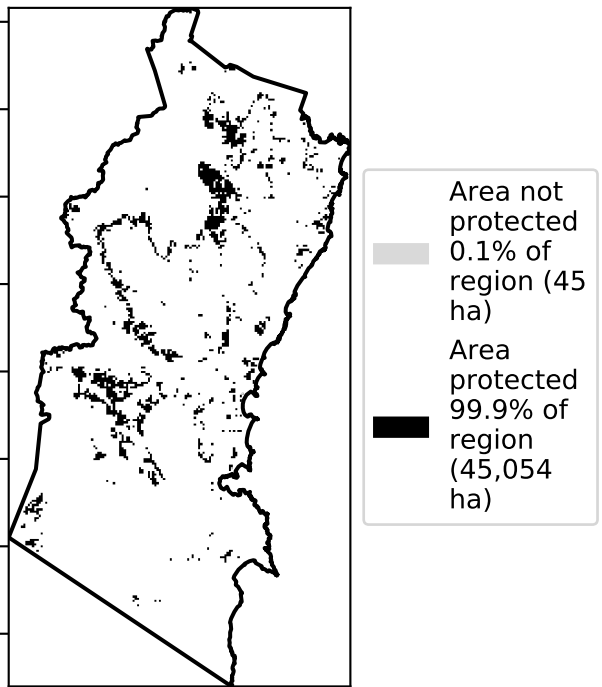 Area not
protected
0.1% of
region (45
ha)
Area
protected
99.9% of
region
(45,054
ha)